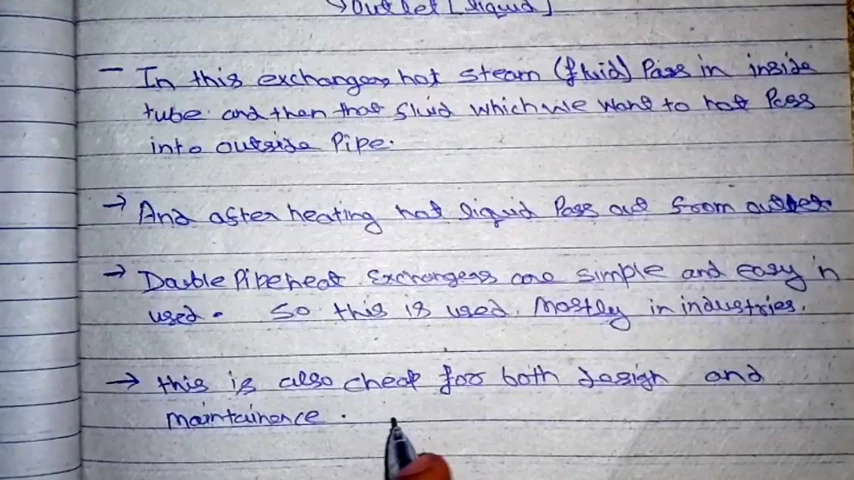 → Outlet [liquid]
- In this exchangers hot steam (fluid) Pass in inside
tube. and then that fluid which we want to hot Pass
into outside Pipe.
→ And after heating hot liquid Pass out from outlet.
→ Double Pipe heat Exchangers are simple and easy in
used. So this is used mostly in industries.
→ this is also cheap for both design and
maintainence.